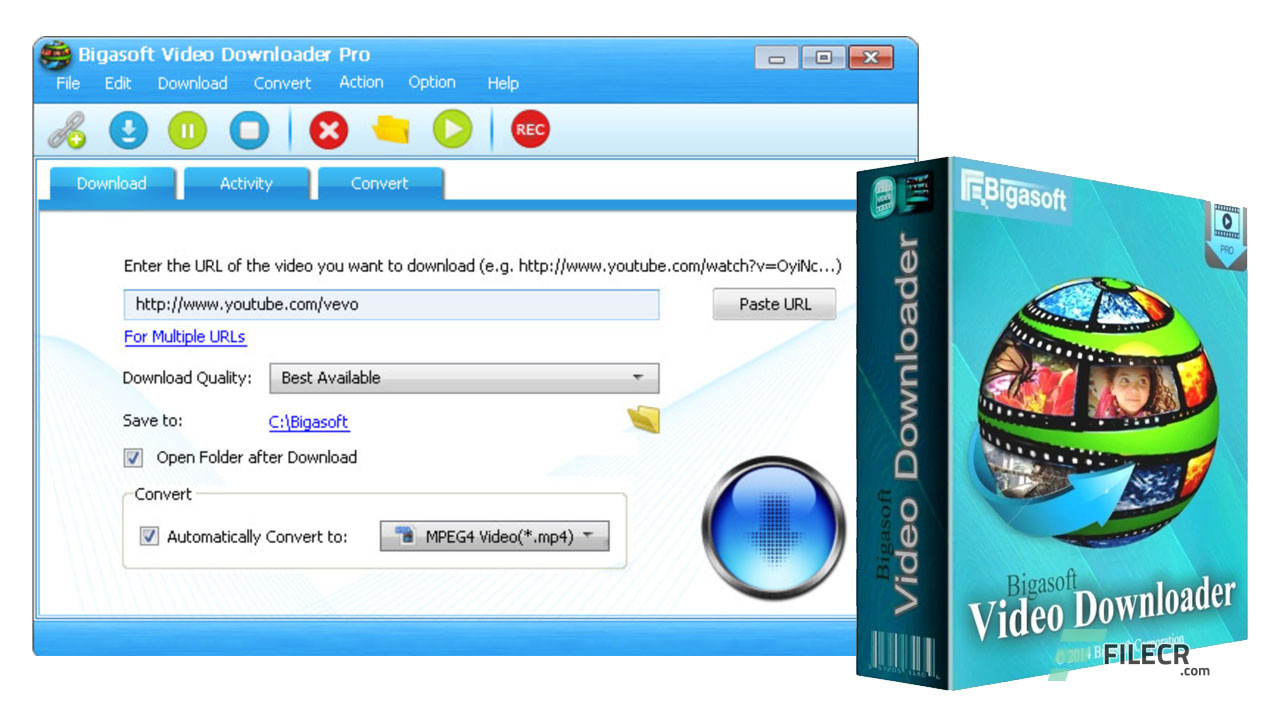 Bigasoft Video Downloader Pro
File Edit Download Convert Action Option Help
REC
Download Activity Convert
Enter the URL of the video you want to download (e.g. http://www.youtube.com/watch?v=OyiNc...)
http://www.youtube.com/vevo
Paste URL
For Multiple URLs
Download Quality: Best Available
Save to: C:\Bigasoft
Open Folder after Download
Convert
Automatically Convert to: MPEG4 Video(*.mp4)
Bigasoft
Video Downloader
Bigasoft
PRO
Bigasoft
Video Downloader
© 2014 Bigasoft Corporation
FILECR
.com